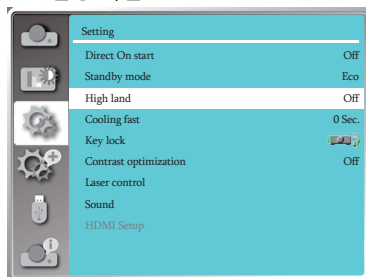 Setting
Direct On start Off
Standby mode Eco
High land Off
Cooling fast 0 Sec.
Key lock
Contrast optimization Off
Laser control
Sound
HDMI Setup